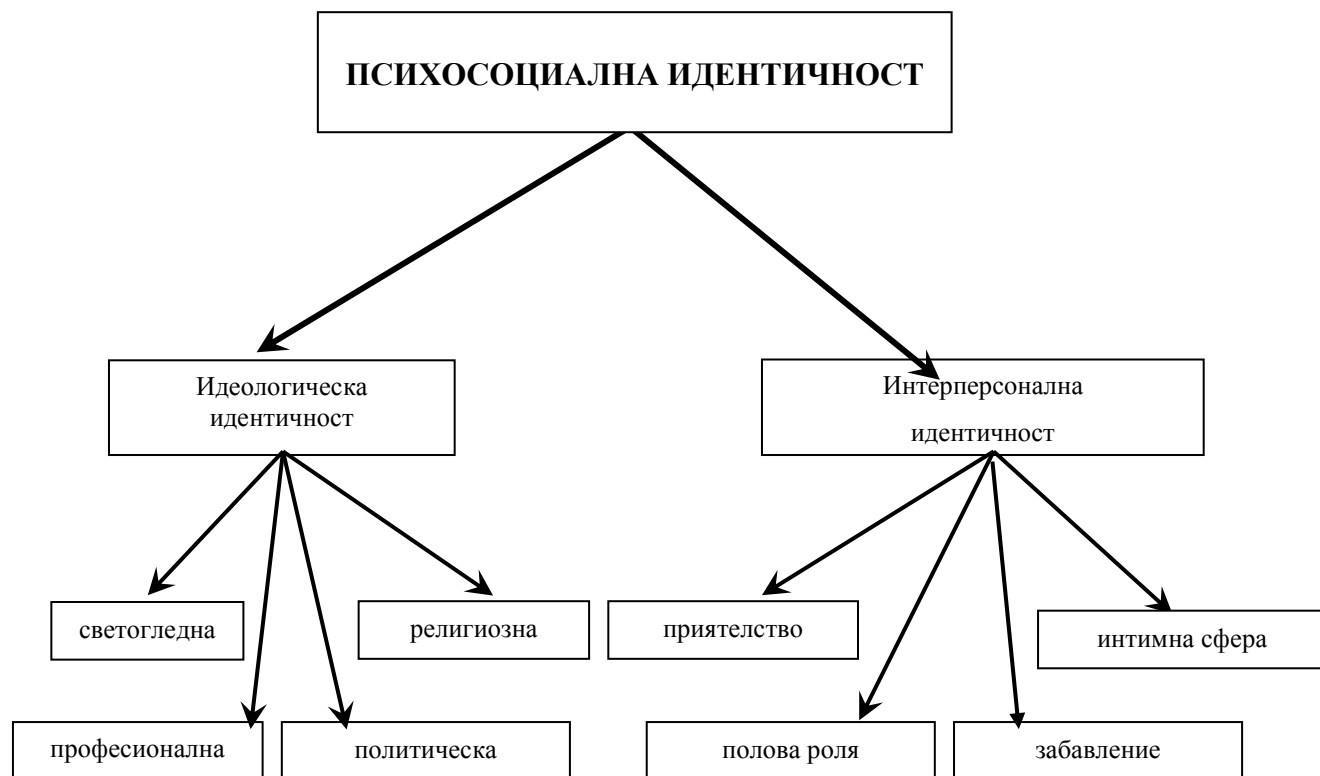 ПСИХОСОЦИАЛНА ИДЕНТИЧНОСТ
Идеологическа
идентичност
Интерперсонална
идентичност
светогледна
религиозна
приятелство
интимна сфера
професионална
политическа
полова роля
забавление